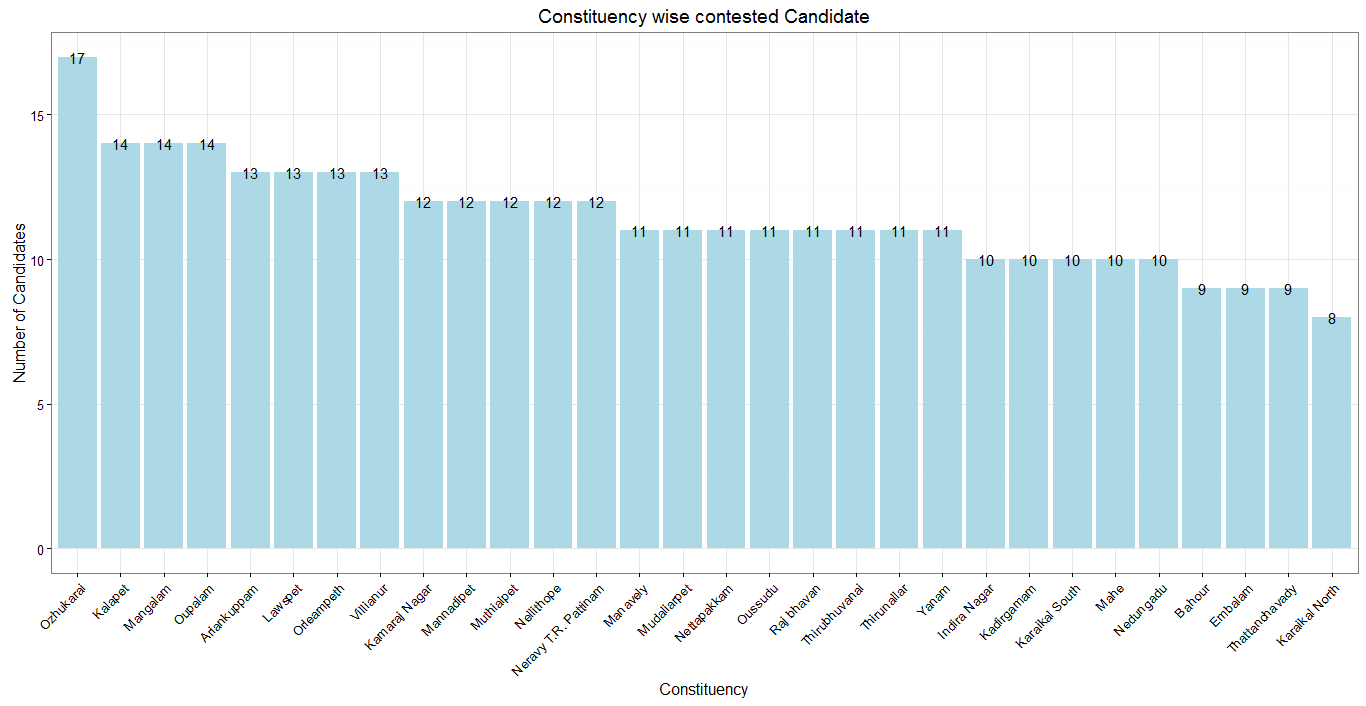 Constituency wise contested Candidate
Number of Candidates
15
10
5
0
17
14
14
14
13
13
13
13
12
12
12
12
12
11
11
11
11
11
11
11
11
10
10
10
10
10
9
9
9
8
Ozhukarai
Kalapet
Mangalam
Oupalam
Ariankuppam
Lawspet
Orleampeth
Villianur
Kamaraj Nagar
Mannadipet
Muthialpet
Nellithope
Neravy T.R. Pattinam
Manavely
Mudaliarpet
Nettapakkam
Oussudu
Raj bhavan
Thirubhuvanai
Thirunallar
Yanam
Indira Nagar
Kadirgamam
Karaikal South
Mahe
Nedungadu
Bahour
Embalam
Thattanchavady
Karaikal North
Constituency